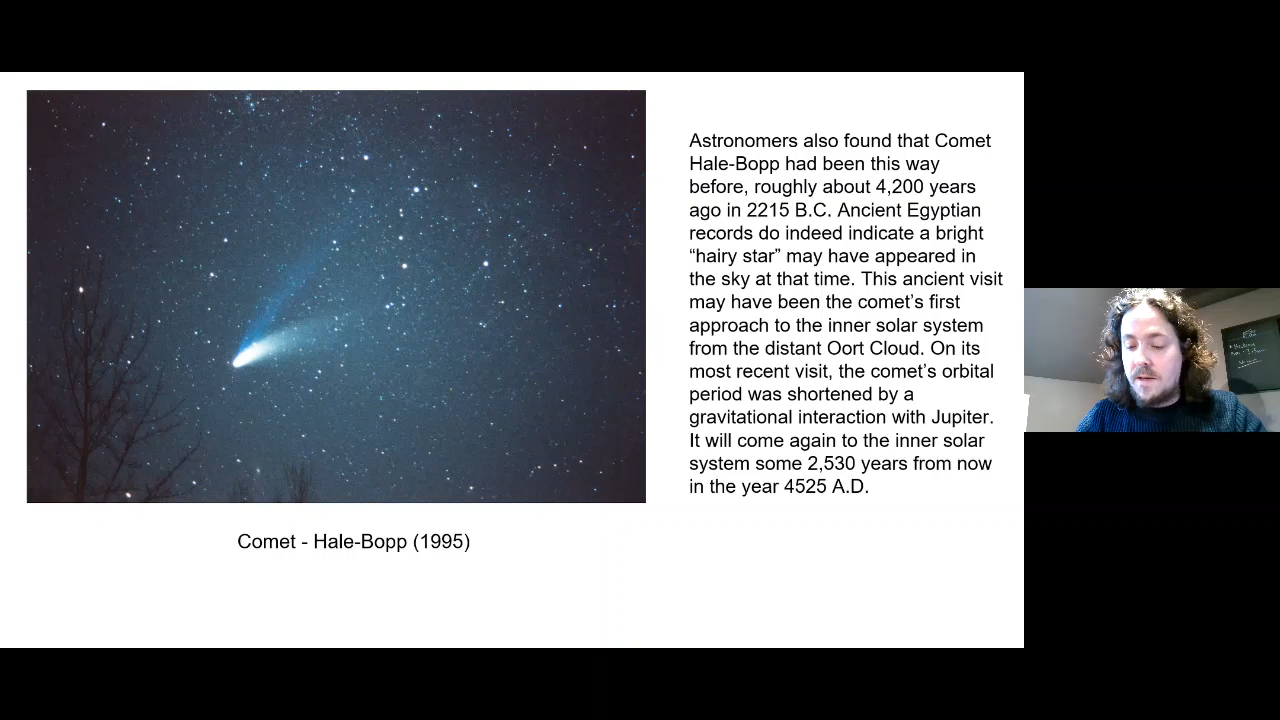 Astronomers also found that Comet
Hale-Bopp had been this way
before, roughly about 4,200 years
ago in 2215 B.C. Ancient Egyptian
records do indeed indicate a bright
“hairy star” may have appeared in
the sky at that time. This ancient visit
may have been the comet’s first
approach to the inner solar system
from the distant Oort Cloud. On its
most recent visit, the comet’s orbital
period was shortened by a
gravitational interaction with Jupiter.
It will come again to the inner solar
system some 2,530 years from now
in the year 4525 A.D.
Comet - Hale-Bopp (1995)